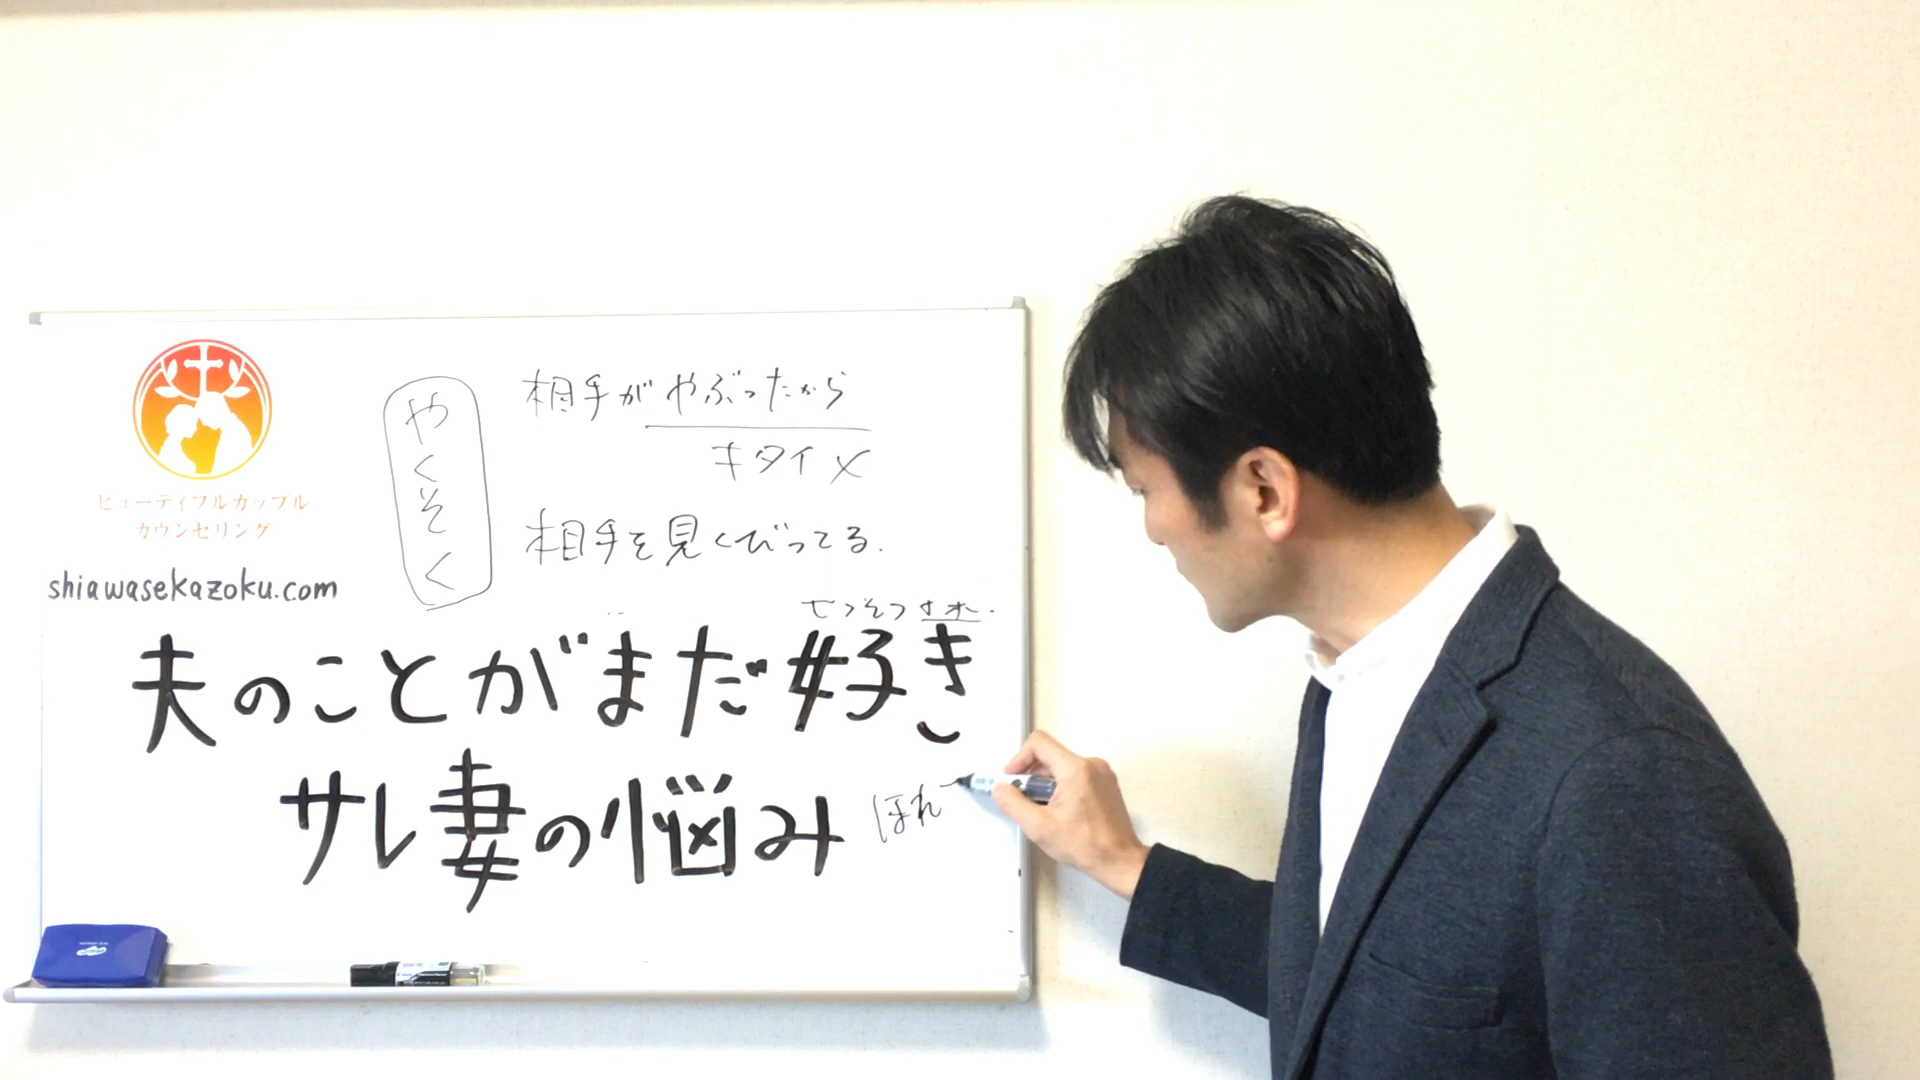 ビューティフルカップル
カウンセリング
shiawasekazoku.com
やくそく
相手がやぶったから
キタイ×
相手を見くびってる.
夫のことがまだ好き
サレ妻の悩み
ほれ